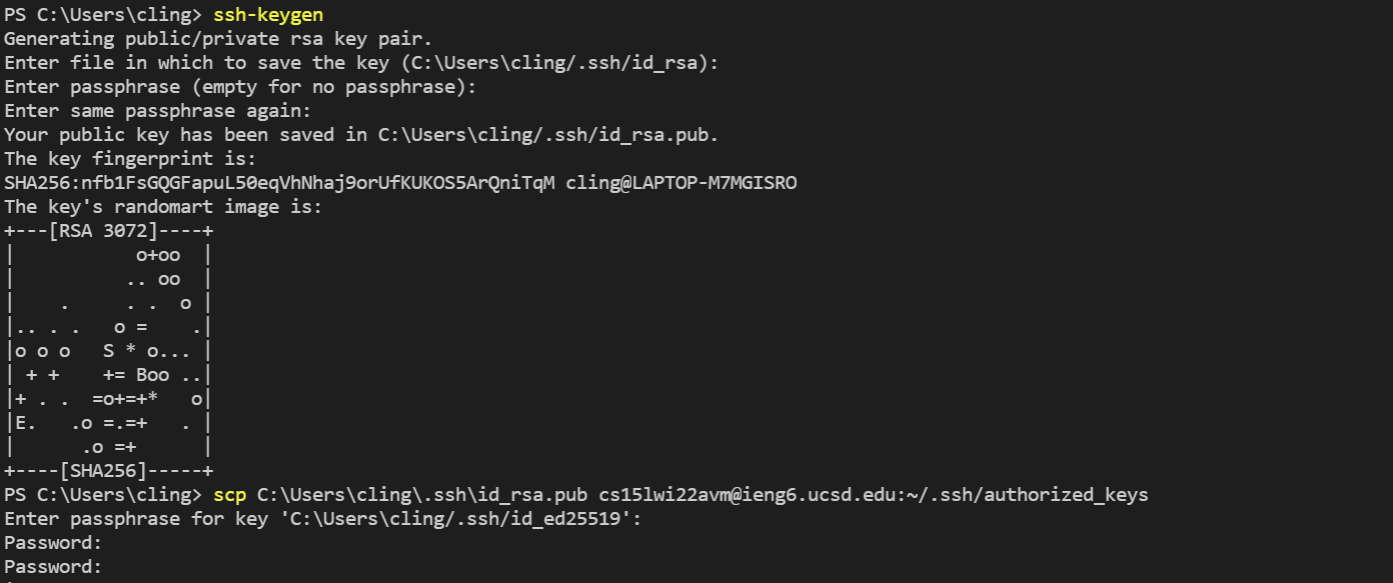 PS C:\Users\cling> ssh-keygen
Generating public/private rsa key pair.
Enter file in which to save the key (C:\Users\cling/.ssh/id_rsa):
Enter passphrase (empty for no passphrase):
Enter same passphrase again:
Your public key has been saved in C:\Users\cling/.ssh/id_rsa.pub.
The key fingerprint is:
SHA256:nfb1FsGQGFapuL50eqVhNhaj9orUfKUKOS5ArQniTqM cling@LAPTOP-M7MGISRO
The key's randomart image is:
+---[RSA 3072]----+
|           o+oo  |
|          .. oo  |
|    .     . .  o |
|.. . .   o =    .|
|o o o   S * o... |
| + +    += Boo ..|
|+ . .  =o+=+*   o|
|E.   .o =.=+   . |
|      .o =+      |
+----[SHA256]-----+
PS C:\Users\cling> scp C:\Users\cling\.ssh\id_rsa.pub cs15lwi22avm@ieng6.ucsd.edu:~/.ssh/authorized_keys
Enter passphrase for key 'C:\Users\cling/.ssh/id_ed25519':
Password:
Password: